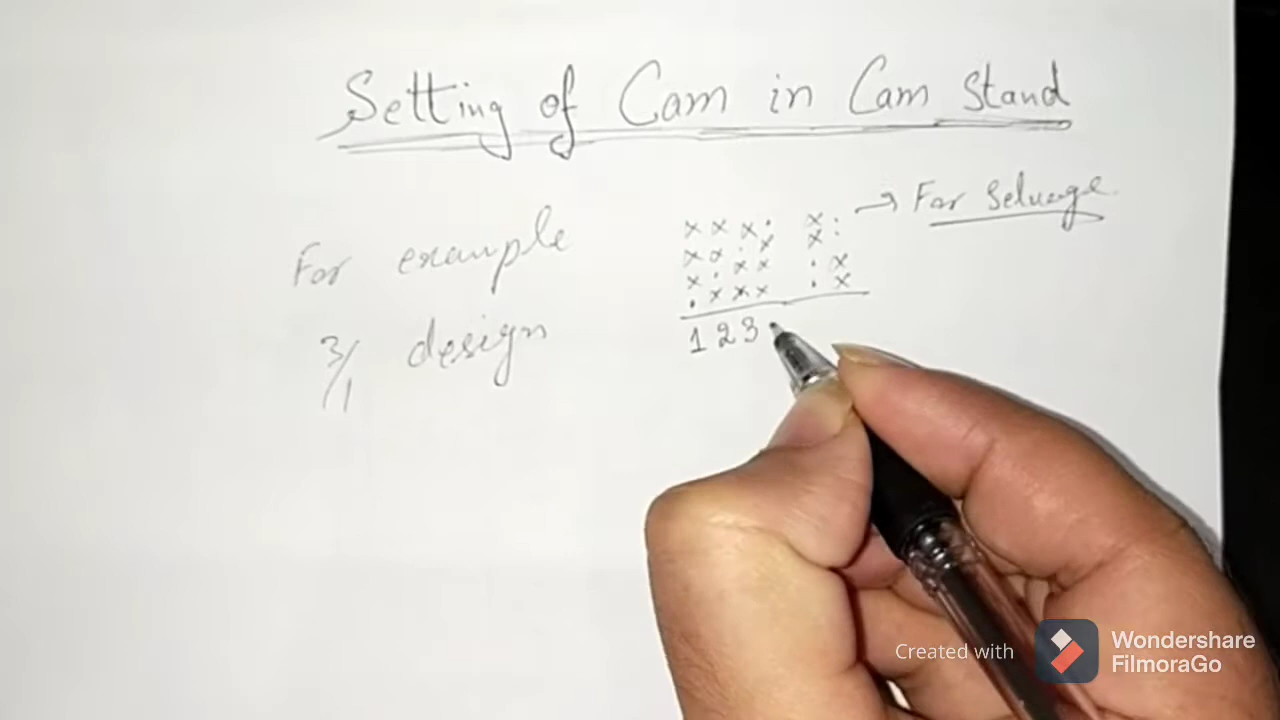 Setting of Cam in Cam Stand
x x x . x . → For Selvage
For example x x . x x .
x . x x . x
. x x x . x
3/1 design 1 2 3
Created with Wondershare FilmoraGo